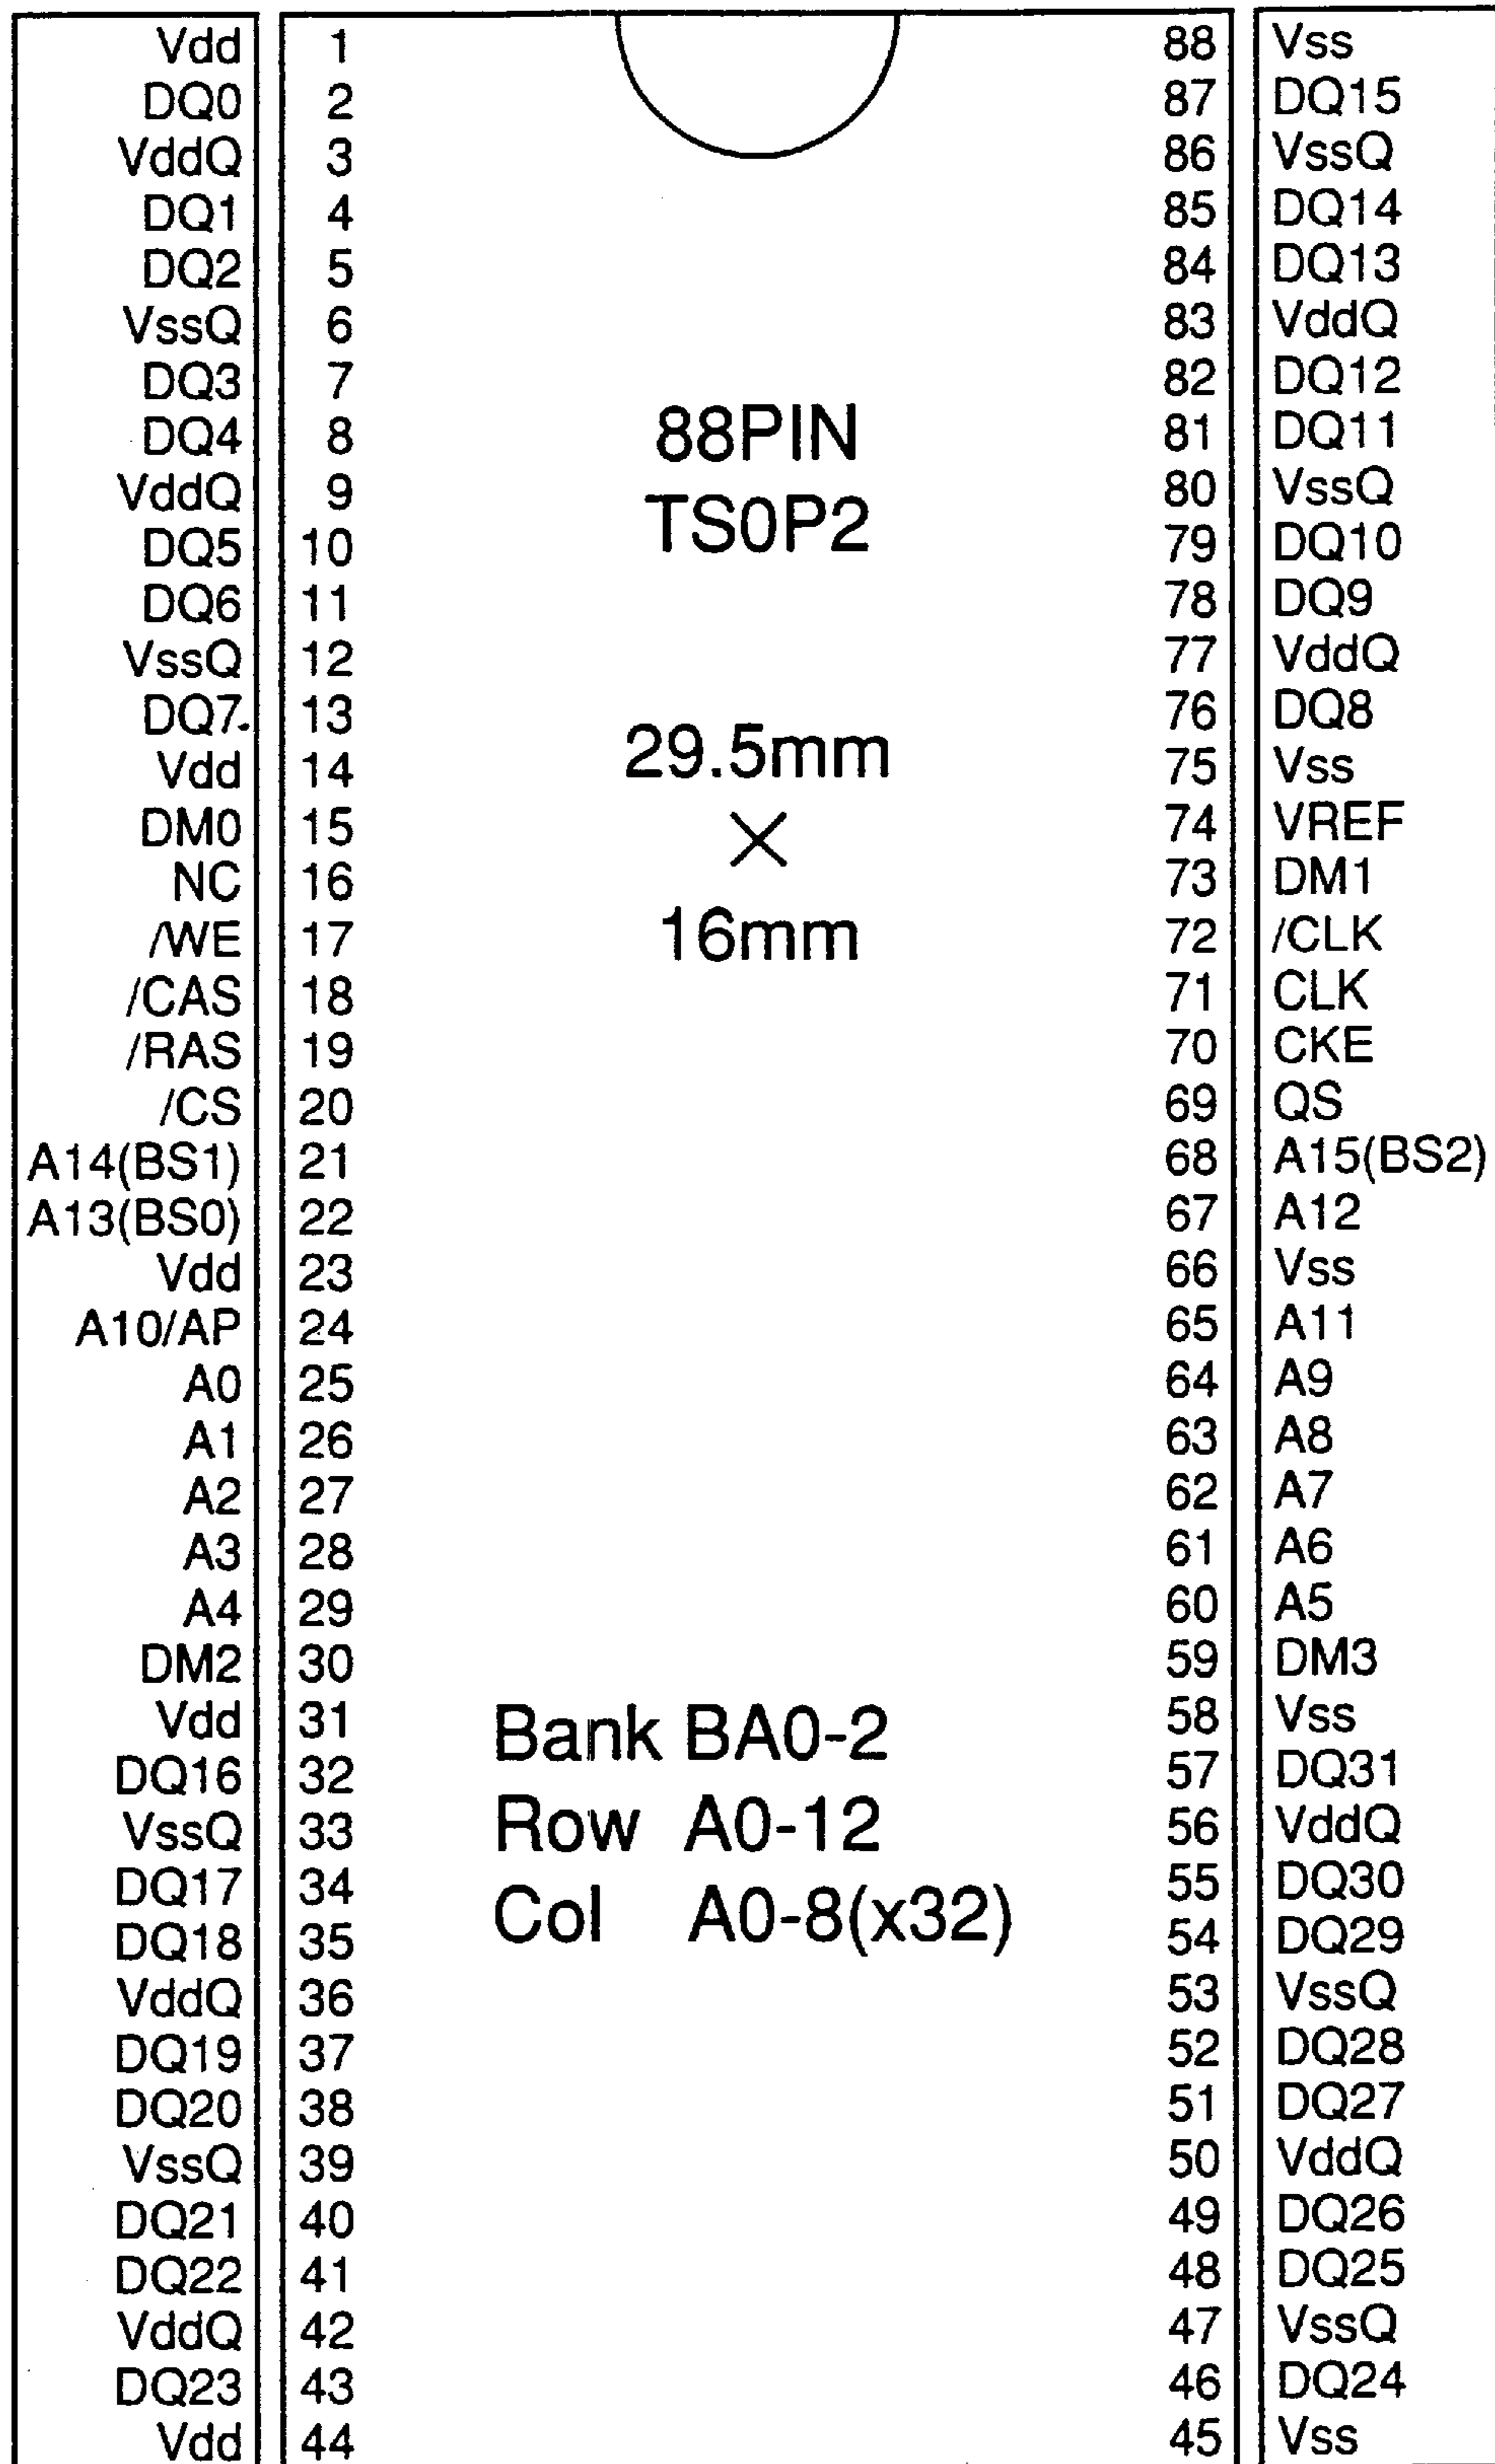 Vdd 1 88 Vss
DQ0 2 87 DQ15
VddQ 3 86 VssQ
DQ1 4 85 DQ14
DQ2 5 84 DQ13
VssQ 6 83 VddQ
DQ3 7 82 DQ12
DQ4 8 88PIN 81 DQ11
VddQ 9 80 VssQ
DQ5 10 TS0P2 79 DQ10
DQ6 11 78 DQ9
VssQ 12 77 VddQ
DQ7 13 76 DQ8
Vdd 14 29.5mm 75 Vss
DM0 15 × 74 VREF
NC 16 73 DM1
/WE 17 16mm 72 /CLK
/CAS 18 71 CLK
/RAS 19 70 CKE
/CS 20 69 QS
A14(BS1) 21 68 A15(BS2)
A13(BS0) 22 67 A12
Vdd 23 66 Vss
A10/AP 24 65 A11
A0 25 64 A9
A1 26 63 A8
A2 27 62 A7
A3 28 61 A6
A4 29 60 A5
DM2 30 59 DM3
Vdd 31 Bank BA0-2 58 Vss
DQ16 32 57 DQ31
VssQ 33 Row A0-12 56 VddQ
DQ17 34 55 DQ30
DQ18 35 Col A0-8(x32) 54 DQ29
VddQ 36 53 VssQ
DQ19 37 52 DQ28
DQ20 38 51 DQ27
VssQ 39 50 VddQ
DQ21 40 49 DQ26
DQ22 41 48 DQ25
VddQ 42 47 VssQ
DQ23 43 46 DQ24
Vdd 44 45 Vss